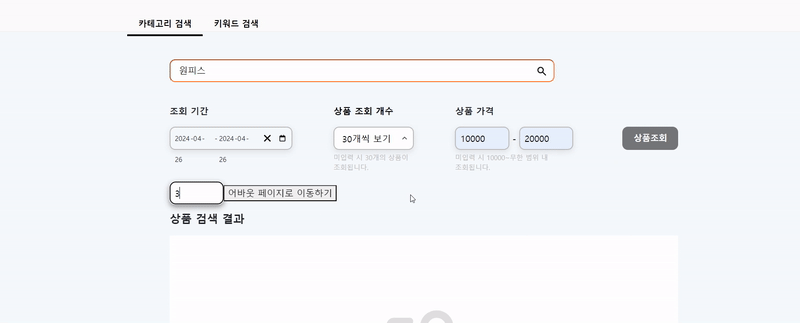 카테고리 검색 키워드 검색
원피스
조회 기간 상품 조회 개수 상품 가격
2024-04-26 - 2024-04-26 30개씩 보기 10000 - 20000 상품조회
미입력 시 30개의 상품이 조회됩니다. 미입력 시 10000~무한 범위 내 조회됩니다.
3 어바웃 페이지로 이동하기
상품 검색 결과